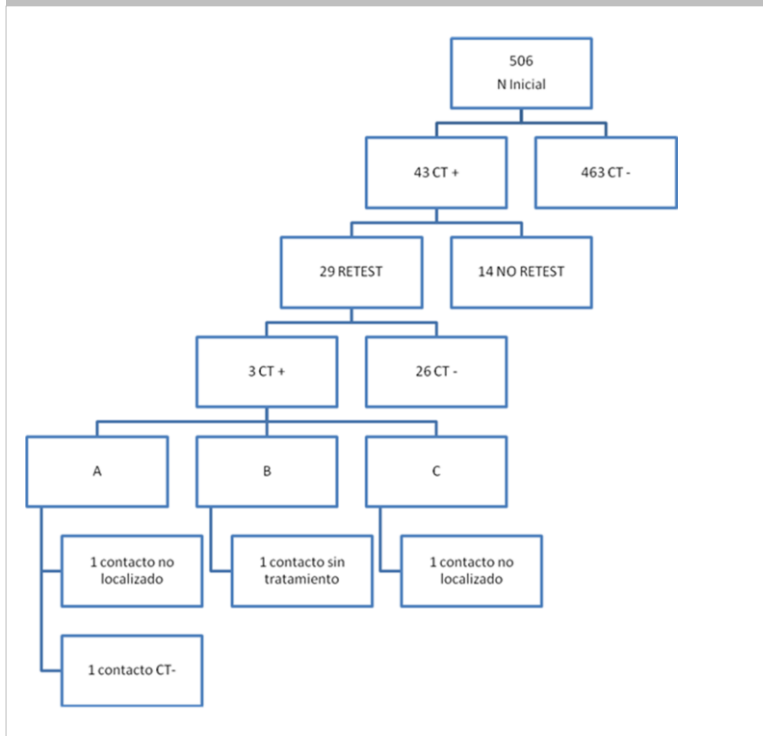 506
N Inicial
43 CT +
463 CT -
29 RETEST
14 NO RETEST
3 CT +
26 CT -
A
B
C
1 contacto no
localizado
1 contacto sin
tratamiento
1 contacto no
localizado
1 contacto CT-